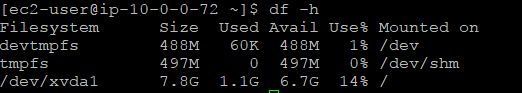 [ec2-user@ip-10-0-0-72 ~]$ df -h
Filesystem      Size  Used Avail Use% Mounted on
devtmpfs        488M   60K  488M   1% /dev
tmpfs           497M     0  497M   0% /dev/shm
/dev/xvda1      7.8G  1.1G  6.7G  14% /